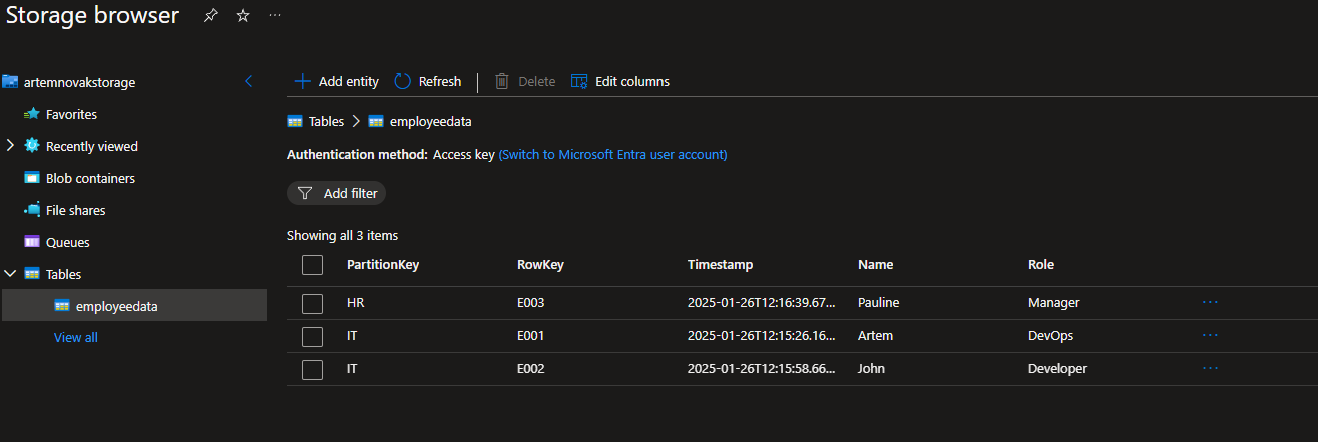 Storage browser ...
artemnovakstorage
Favorites
Recently viewed
Blob containers
File shares
Queues
Tables
employeedata
View all
Add entity Refresh Delete Edit columns
Tables > employeedata
Authentication method: Access key (Switch to Microsoft Entra user account)
Add filter
Showing all 3 items
PartitionKey RowKey Timestamp Name Role
HR E003 2025-01-26T12:16:39.67... Pauline Manager ...
IT E001 2025-01-26T12:15:26.16... Artem DevOps ...
IT E002 2025-01-26T12:15:58.66... John Developer ...